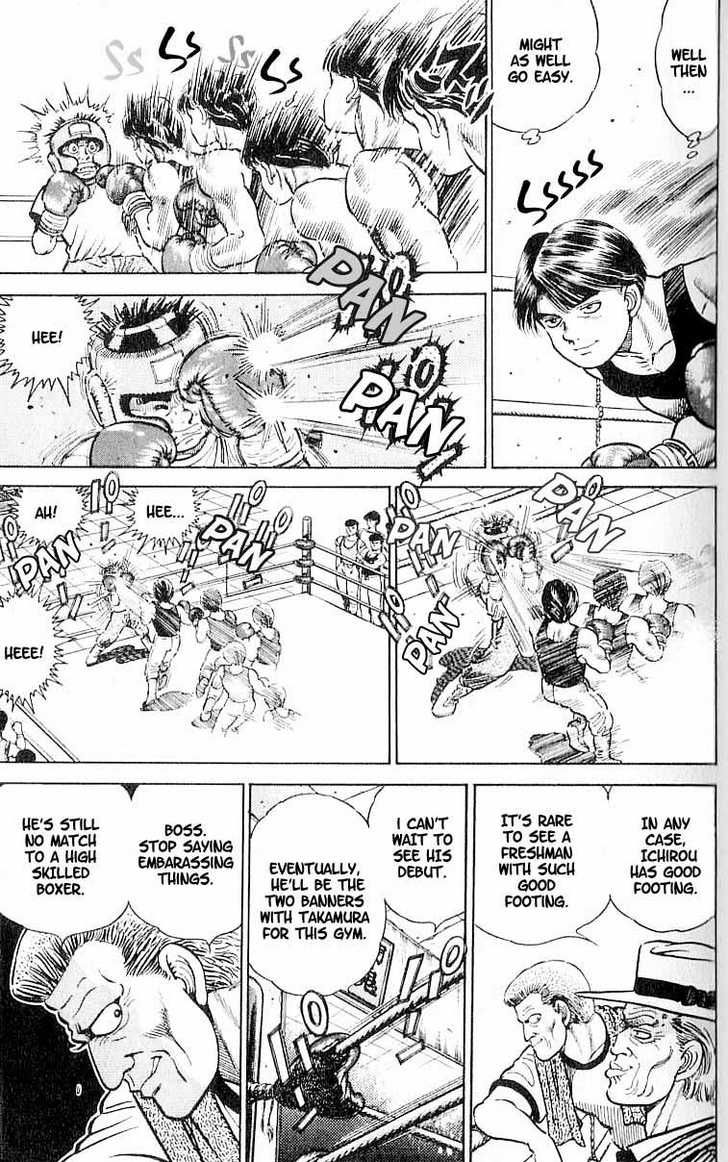 WELL
THEN
...
MIGHT
AS WELL
GO EASY.
SSSSS
SS
SS
SS
SS
PAN
PAN
HEE!
PAN
PAN
PAN
HEE...
AH!
PAN
HEEE!
IN ANY
CASE,
ICHIROU
HAS GOOD
FOOTING.
IT'S RARE
TO SEE A
FRESHMAN
WITH SUCH
GOOD
FOOTING.
I CAN'T
WAIT TO
SEE HIS
DEBUT.
EVENTUALLY,
HE'LL BE THE
TWO BANNERS
WITH TAKAMURA
FOR THIS GYM.
BOSS.
STOP SAYING
EMBARASSING
THINGS.
HE'S STILL
NO MATCH
TO A HIGH
SKILLED
BOXER.